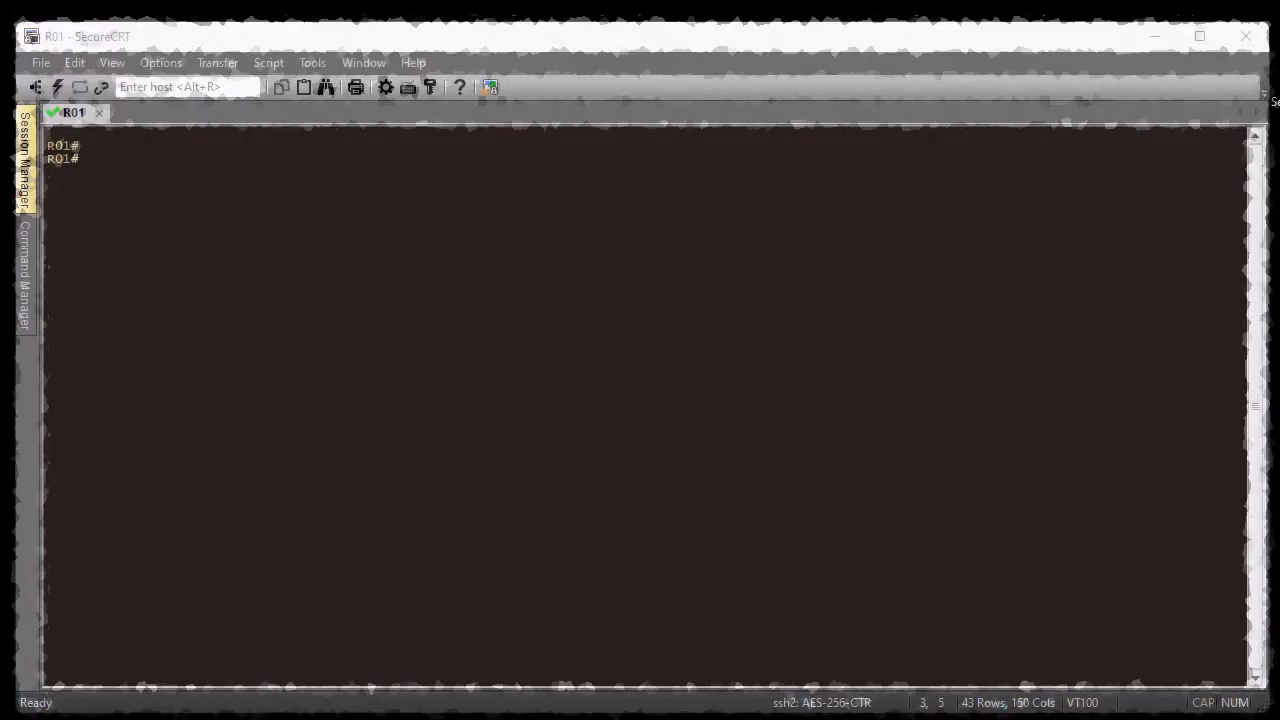 R01 - SecureCRT
File Edit View Options Transfer Script Tools Window Help
Enter host <Alt+R>
R01
Session Manager
Command Manager
R01#
R01#
Ready
ssh2: AES-256-CTR 3, 5 43 Rows, 150 Cols VT100 CAP NUM